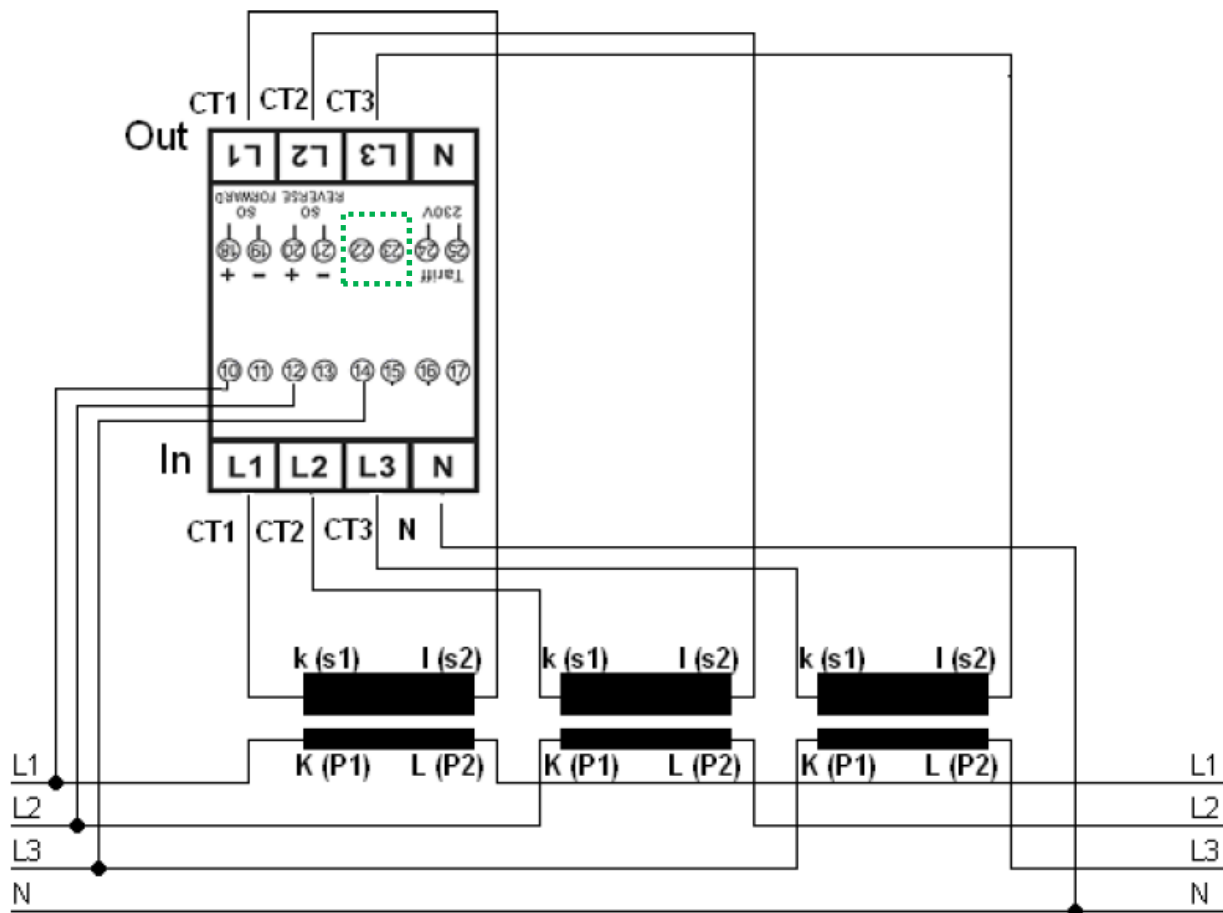 CT1 CT2 CT3
Out
L1 L2 L3 N
FORWARD REVERSE
SO SO 230V
18 19 20 21 22 23 24 25
+ - + - Tariff
10 11 12 13 14 15 16 17
In L1 L2 L3 N
CT1 CT2 CT3 N
k (s1) l (s2) k (s1) l (s2) k (s1) l (s2)
K (P1) L (P2) K (P1) L (P2) K (P1) L (P2)
L1 L1
L2 L2
L3 L3
N N